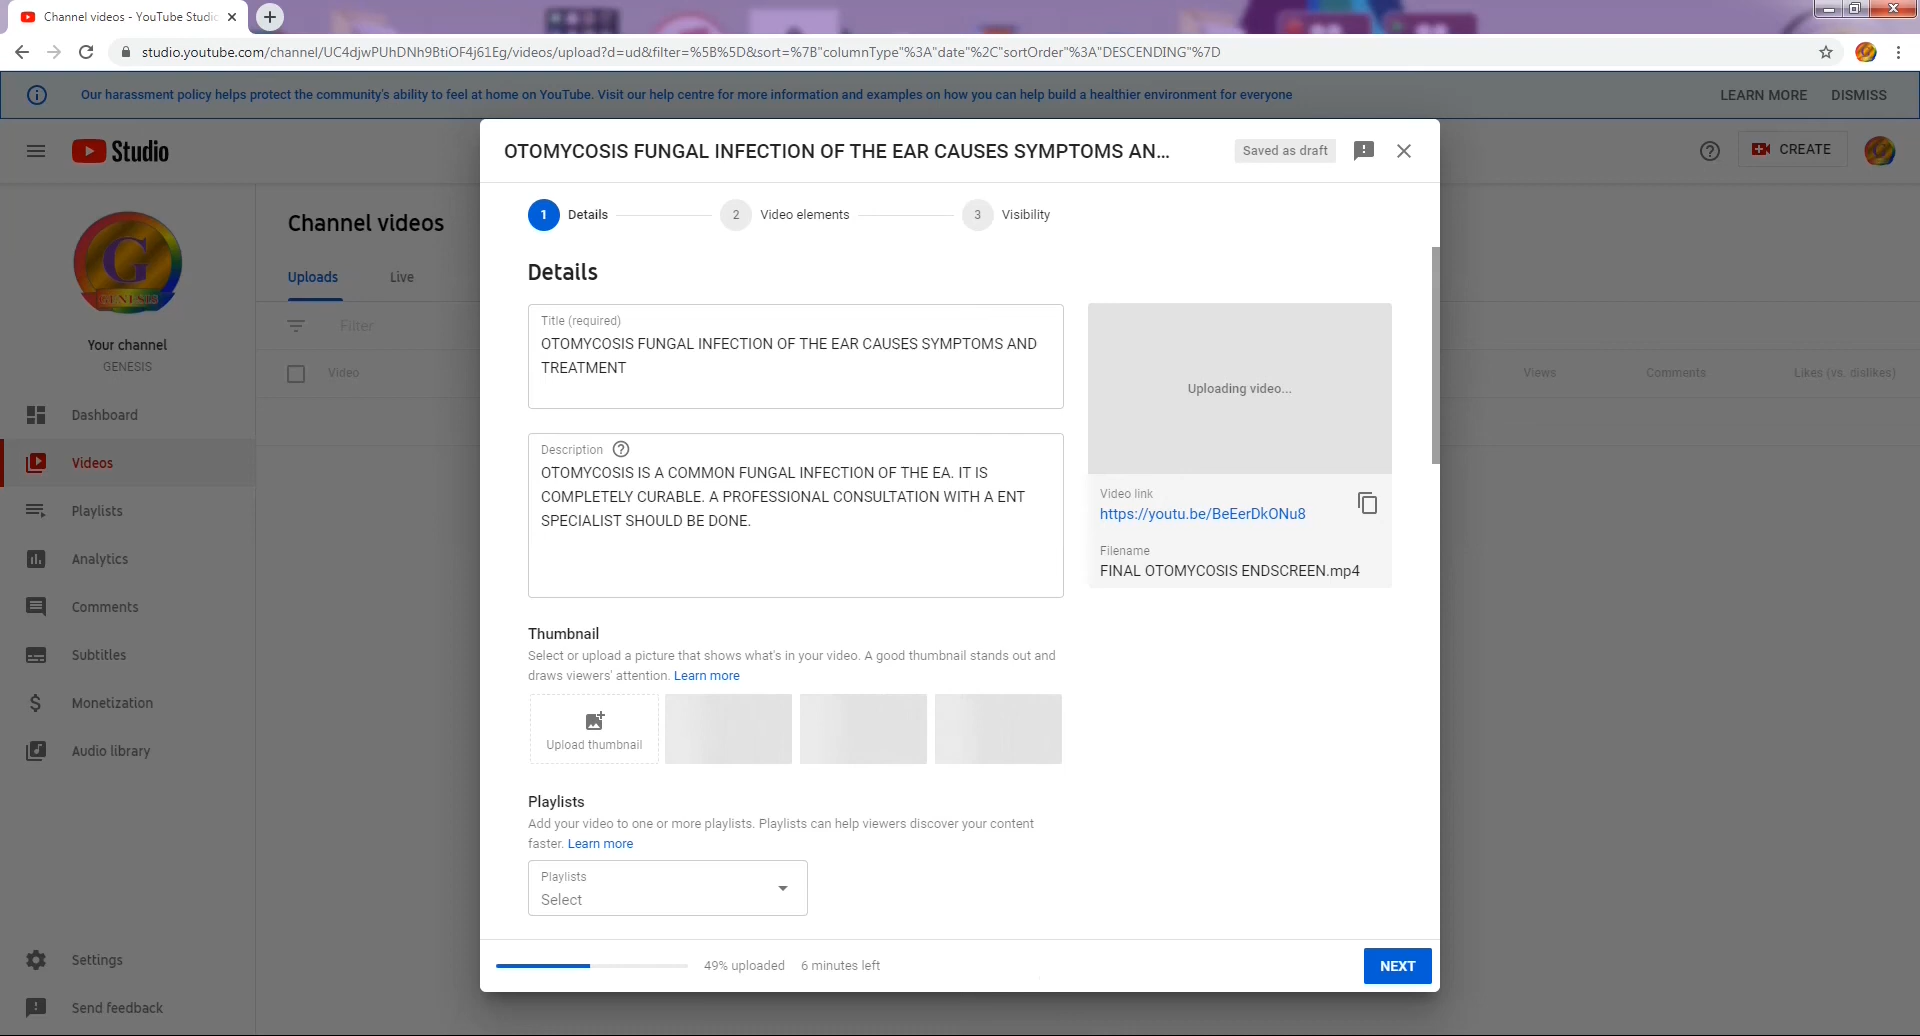 Channel videos - YouTube Studio
studio.youtube.com/channel/UC4djwPUhDNh9BtiOF4j61Eg/videos/upload?d=ud&filter=%5B%5D&sort=%7B"columnType"%3A"date"%2C"sortOrder"%3A"DESCENDING"%7D
Our harassment policy helps protect the community's ability to feel at home on YouTube. Visit our help centre for more information and examples on how you can help build a healthier environment for everyone
LEARN MORE DISMISS
Studio
CREATE
G
GENESIS
Your channel
GENESIS
Dashboard
Videos
Playlists
Analytics
Comments
Subtitles
Monetization
Audio library
Settings
Send feedback
Channel videos
Uploads Live
Filter
Video
Views Comments Likes (vs. dislikes)
OTOMYCOSIS FUNGAL INFECTION OF THE EAR CAUSES SYMPTOMS AN...
Saved as draft
1 Details 2 Video elements 3 Visibility
Details
Title (required)
OTOMYCOSIS FUNGAL INFECTION OF THE EAR CAUSES SYMPTOMS AND
TREATMENT
Description
OTOMYCOSIS IS A COMMON FUNGAL INFECTION OF THE EA. IT IS
COMPLETELY CURABLE. A PROFESSIONAL CONSULTATION WITH A ENT
SPECIALIST SHOULD BE DONE.
Uploading video...
Video link
https://youtu.be/BeEerDkONu8
Filename
FINAL OTOMYCOSIS ENDSCREEN.mp4
Thumbnail
Select or upload a picture that shows what's in your video. A good thumbnail stands out and
draws viewers' attention. Learn more
Upload thumbnail
Playlists
Add your video to one or more playlists. Playlists can help viewers discover your content
faster. Learn more
Playlists
Select
49% uploaded 6 minutes left
NEXT